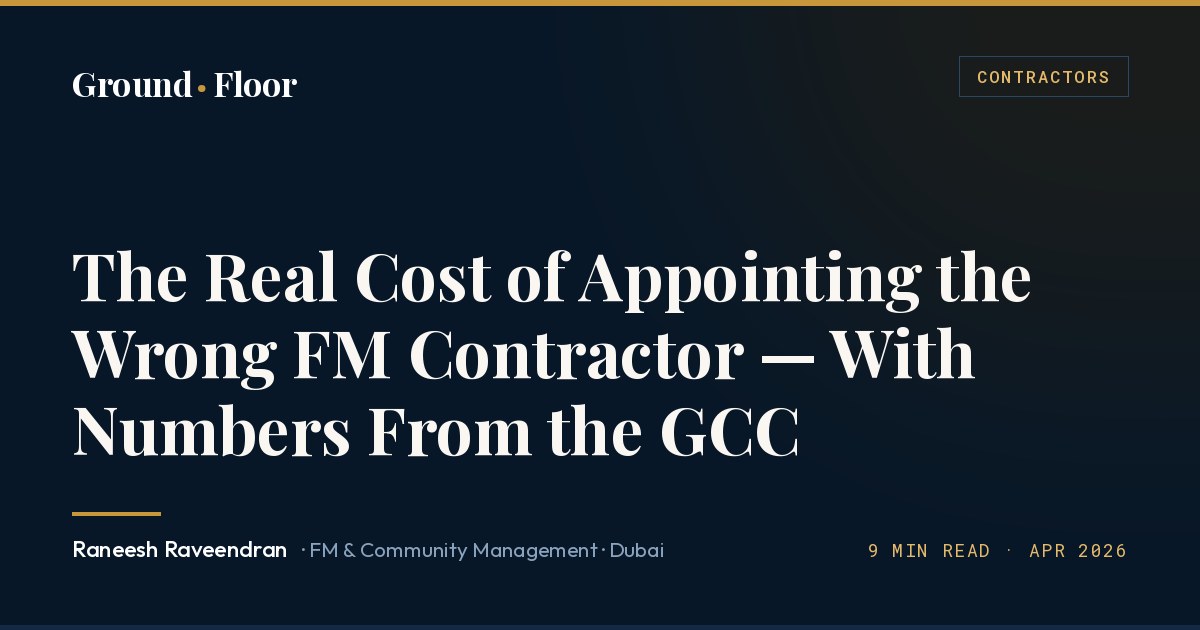 Ground · Floor
CONTRACTORS
The Real Cost of Appointing the
Wrong FM Contractor — With
Numbers From the GCC
Raneesh Raveendran · FM & Community Management · Dubai
9 MIN READ · APR 2026